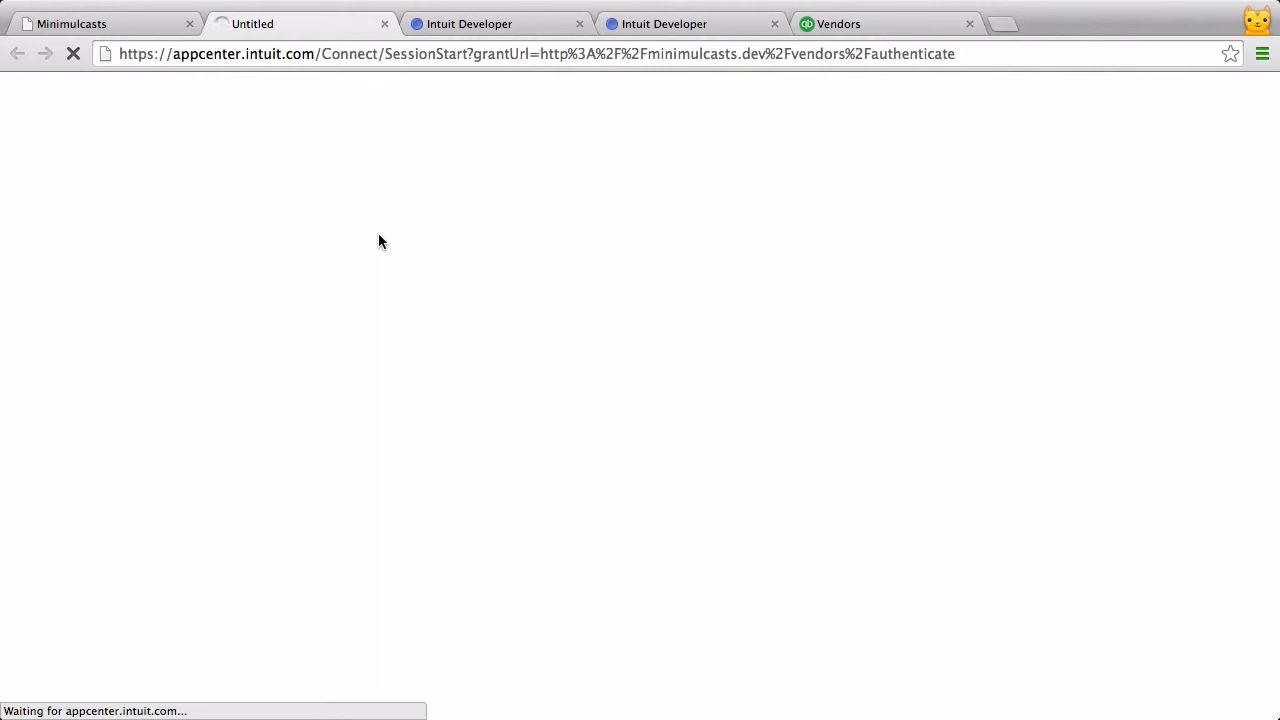 Minimulcasts
Untitled
Intuit Developer
Intuit Developer
qb Vendors
https://appcenter.intuit.com/Connect/SessionStart?grantUrl=http%3A%2F%2Fminimulcasts.dev%2Fvendors%2Fauthenticate
Waiting for appcenter.intuit.com...